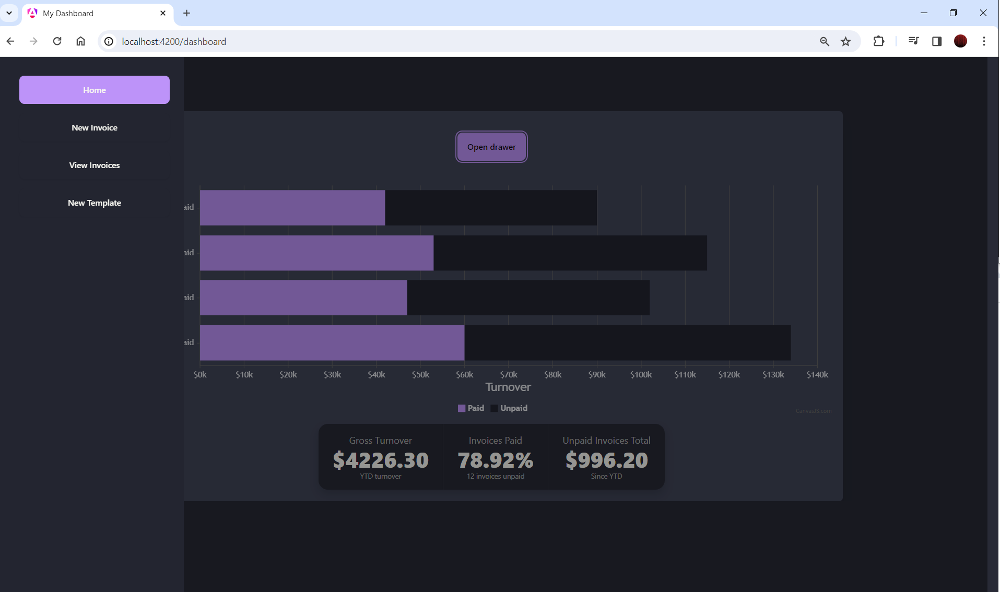 My Dashboard
localhost:4200/dashboard
Home
New Invoice
View Invoices
New Template
Open drawer
aid
aid
aid
aid
$0k $10k $20k $30k $40k $50k $60k $70k $80k $90k $100k $110k $120k $130k $140k
Turnover
Paid Unpaid
CanvasJS.com
Gross Turnover
$4226.30
YTD turnover
Invoices Paid
78.92%
12 invoices unpaid
Unpaid Invoices Total
$996.20
Since YTD